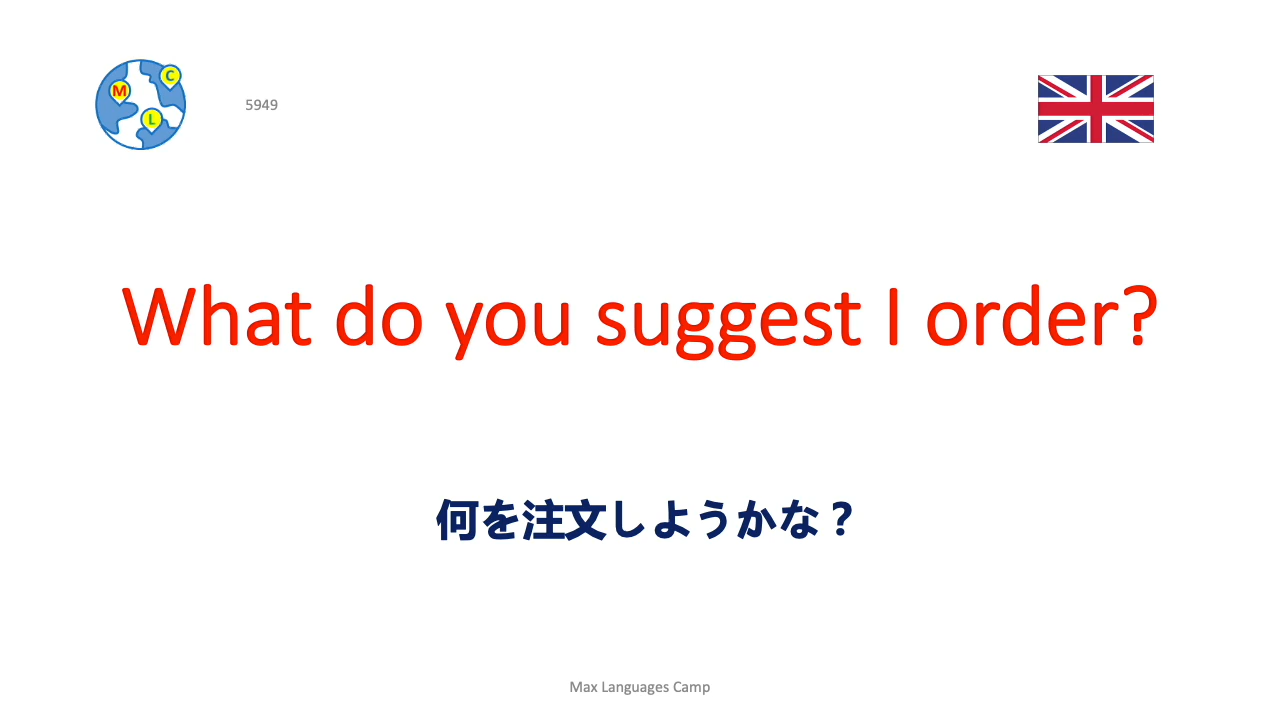 M
C
L
5949
What do you suggest I order?
何を注文しようかな？
Max Languages Camp